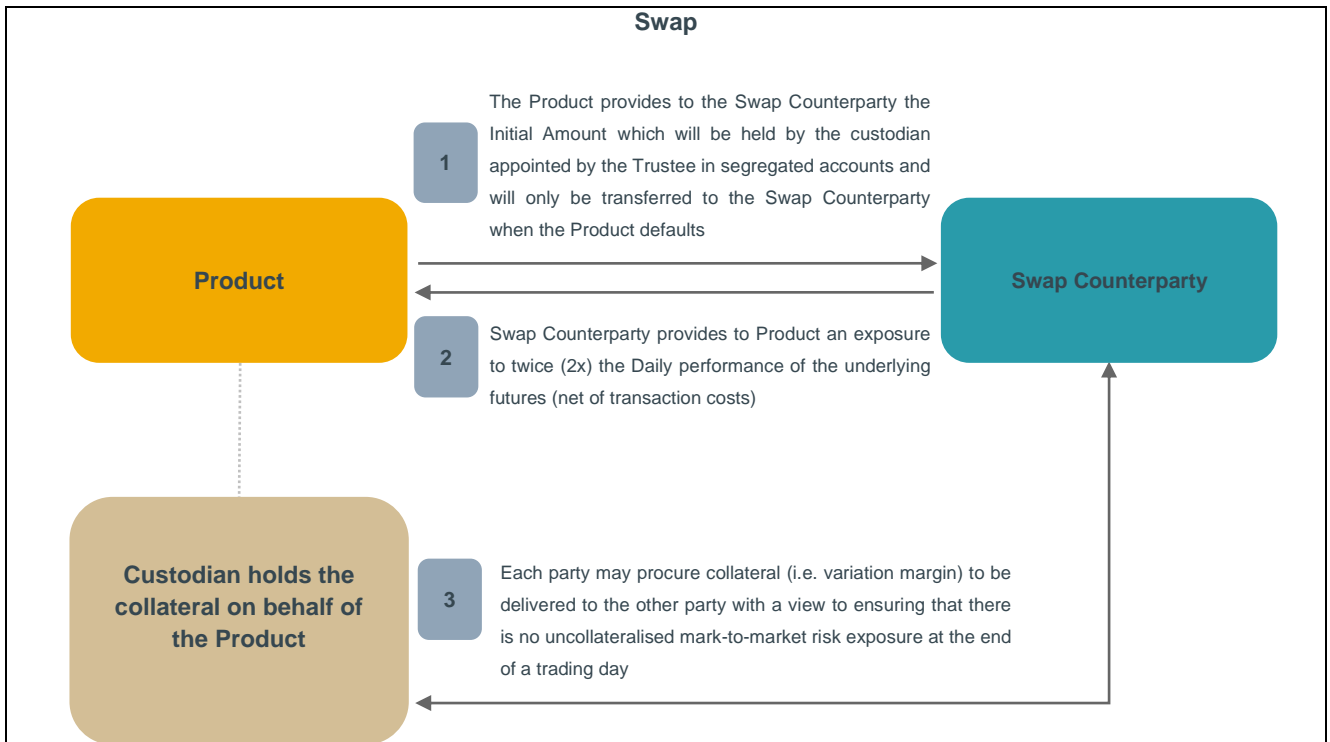 Swap
1
The Product provides to the Swap Counterparty the
Initial Amount which will be held by the custodian
appointed by the Trustee in segregated accounts and
will only be transferred to the Swap Counterparty
when the Product defaults
Product
Swap Counterparty
2
Swap Counterparty provides to Product an exposure
to twice (2x) the Daily performance of the underlying
futures (net of transaction costs)
Custodian holds the
collateral on behalf of
the Product
3
Each party may procure collateral (i.e. variation margin) to be
delivered to the other party with a view to ensuring that there
is no uncollateralised mark-to-market risk exposure at the end
of a trading day